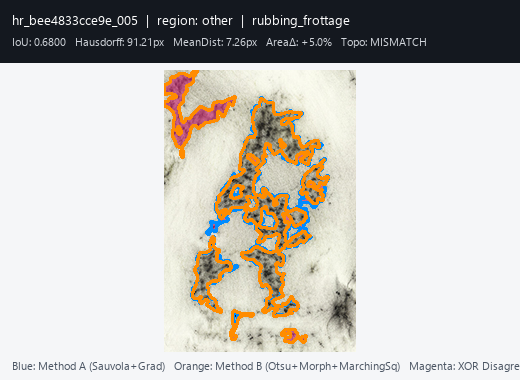 hr_bee4833cce9e_005 | region: other | rubbing_frottage
IoU: 0.6800 Hausdorff: 91.21px MeanDist: 7.26px AreaΔ: +5.0% Topo: MISMATCH
Blue: Method A (Sauvola+Grad) Orange: Method B (Otsu+Morph+MarchingSq) Magenta: XOR Disagre